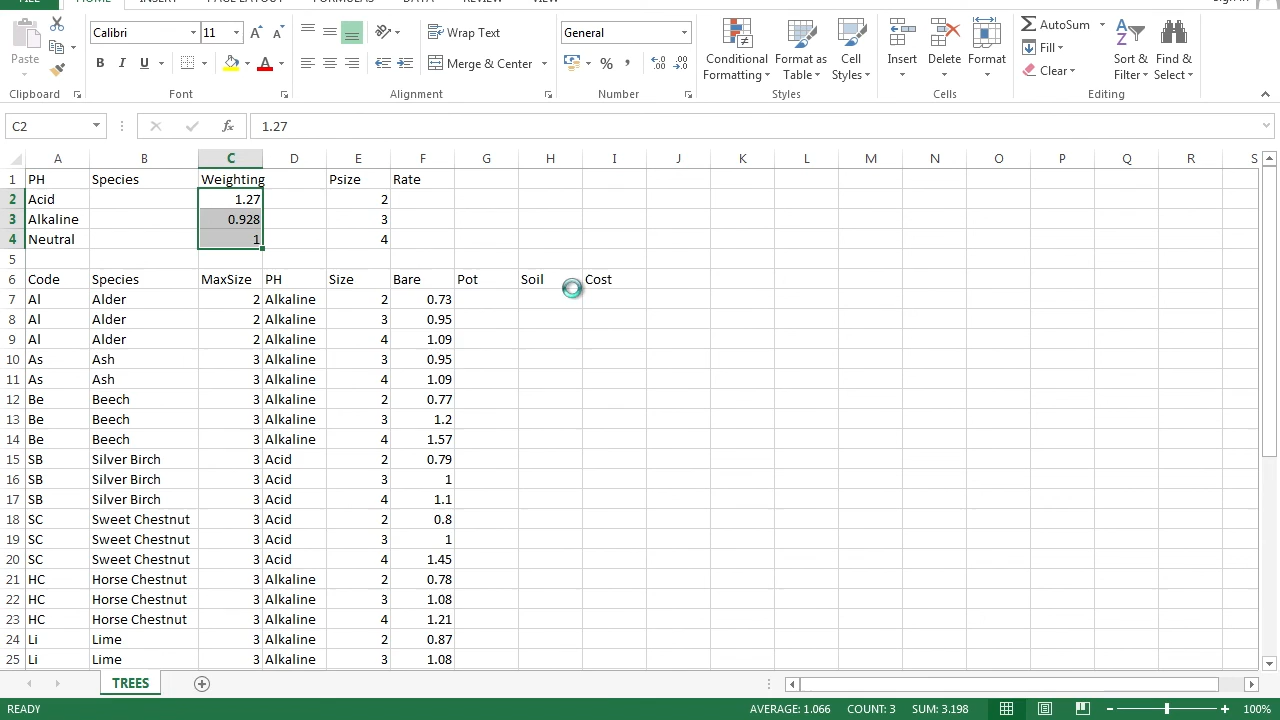 FILE HOME INSERT PAGE LAYOUT FORMULAS DATA REVIEW VIEW Sign in
Calibri 11 Wrap Text General AutoSum
Paste B I U Merge & Center % Conditional Formatting Format as Table Cell Styles Insert Delete Format Fill Sort & Filter Find & Select
Clear
Clipboard Font Alignment Number Styles Cells Editing
C2 fx 1.27
A B C D E F G H I J K L M N O P Q R S
1 PH Species Weighting Psize Rate
2 Acid 1.27 2
3 Alkaline 0.928 3
4 Neutral 1 4
5
6 Code Species MaxSize PH Size Bare Pot Soil Cost
7 Al Alder 2 Alkaline 2 0.73
8 Al Alder 2 Alkaline 3 0.95
9 Al Alder 2 Alkaline 4 1.09
10 As Ash 3 Alkaline 3 0.95
11 As Ash 3 Alkaline 4 1.09
12 Be Beech 3 Alkaline 2 0.77
13 Be Beech 3 Alkaline 3 1.2
14 Be Beech 3 Alkaline 4 1.57
15 SB Silver Birch 3 Acid 2 0.79
16 SB Silver Birch 3 Acid 3 1
17 SB Silver Birch 3 Acid 4 1.1
18 SC Sweet Chestnut 3 Acid 2 0.8
19 SC Sweet Chestnut 3 Acid 3 1
20 SC Sweet Chestnut 3 Acid 4 1.45
21 HC Horse Chestnut 3 Alkaline 2 0.78
22 HC Horse Chestnut 3 Alkaline 3 1.08
23 HC Horse Chestnut 3 Alkaline 4 1.21
24 Li Lime 3 Alkaline 2 0.87
25 Li Lime 3 Alkaline 3 1.08
TREES
READY AVERAGE: 1.066 COUNT: 3 SUM: 3.198 100%